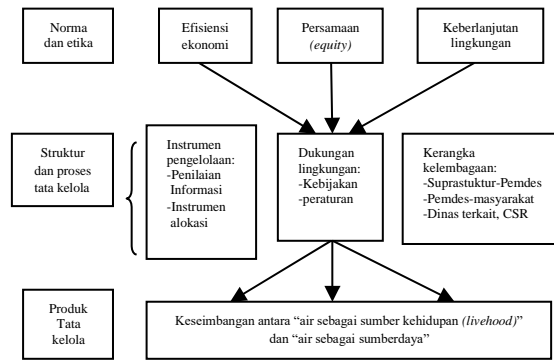 Norma
dan etika
Efisiensi
ekonomi
Persamaan
(equity)
Keberlanjutan
lingkungan
Struktur
dan proses
tata kelola
Instrumen
pengelolaan:
-Penilaian
Informasi
-Instrumen
alokasi
Dukungan
lingkungan:
-Kebijakan
-peraturan
Kerangka
kelembagaan:
-Suprastuktur-Pemdes
-Pemdes-masyarakat
-Dinas terkait, CSR
Produk
Tata
kelola
Keseimbangan antara “air sebagai sumber kehidupan (livehood)”
dan “air sebagai sumberdaya”